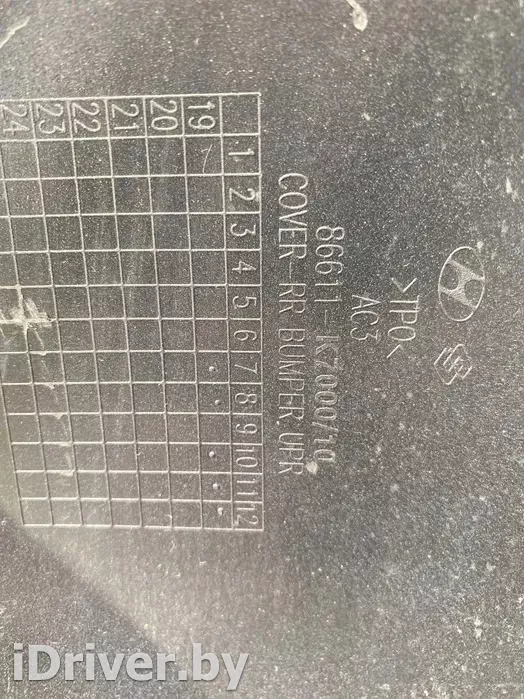 >TPO<
AC3
86611-K7000/10
COVER-RR BUMPER UPR
1 2 3 4 5 6 7 8 9 10 11 12
19
20
21
22
23
24
iDriver.by